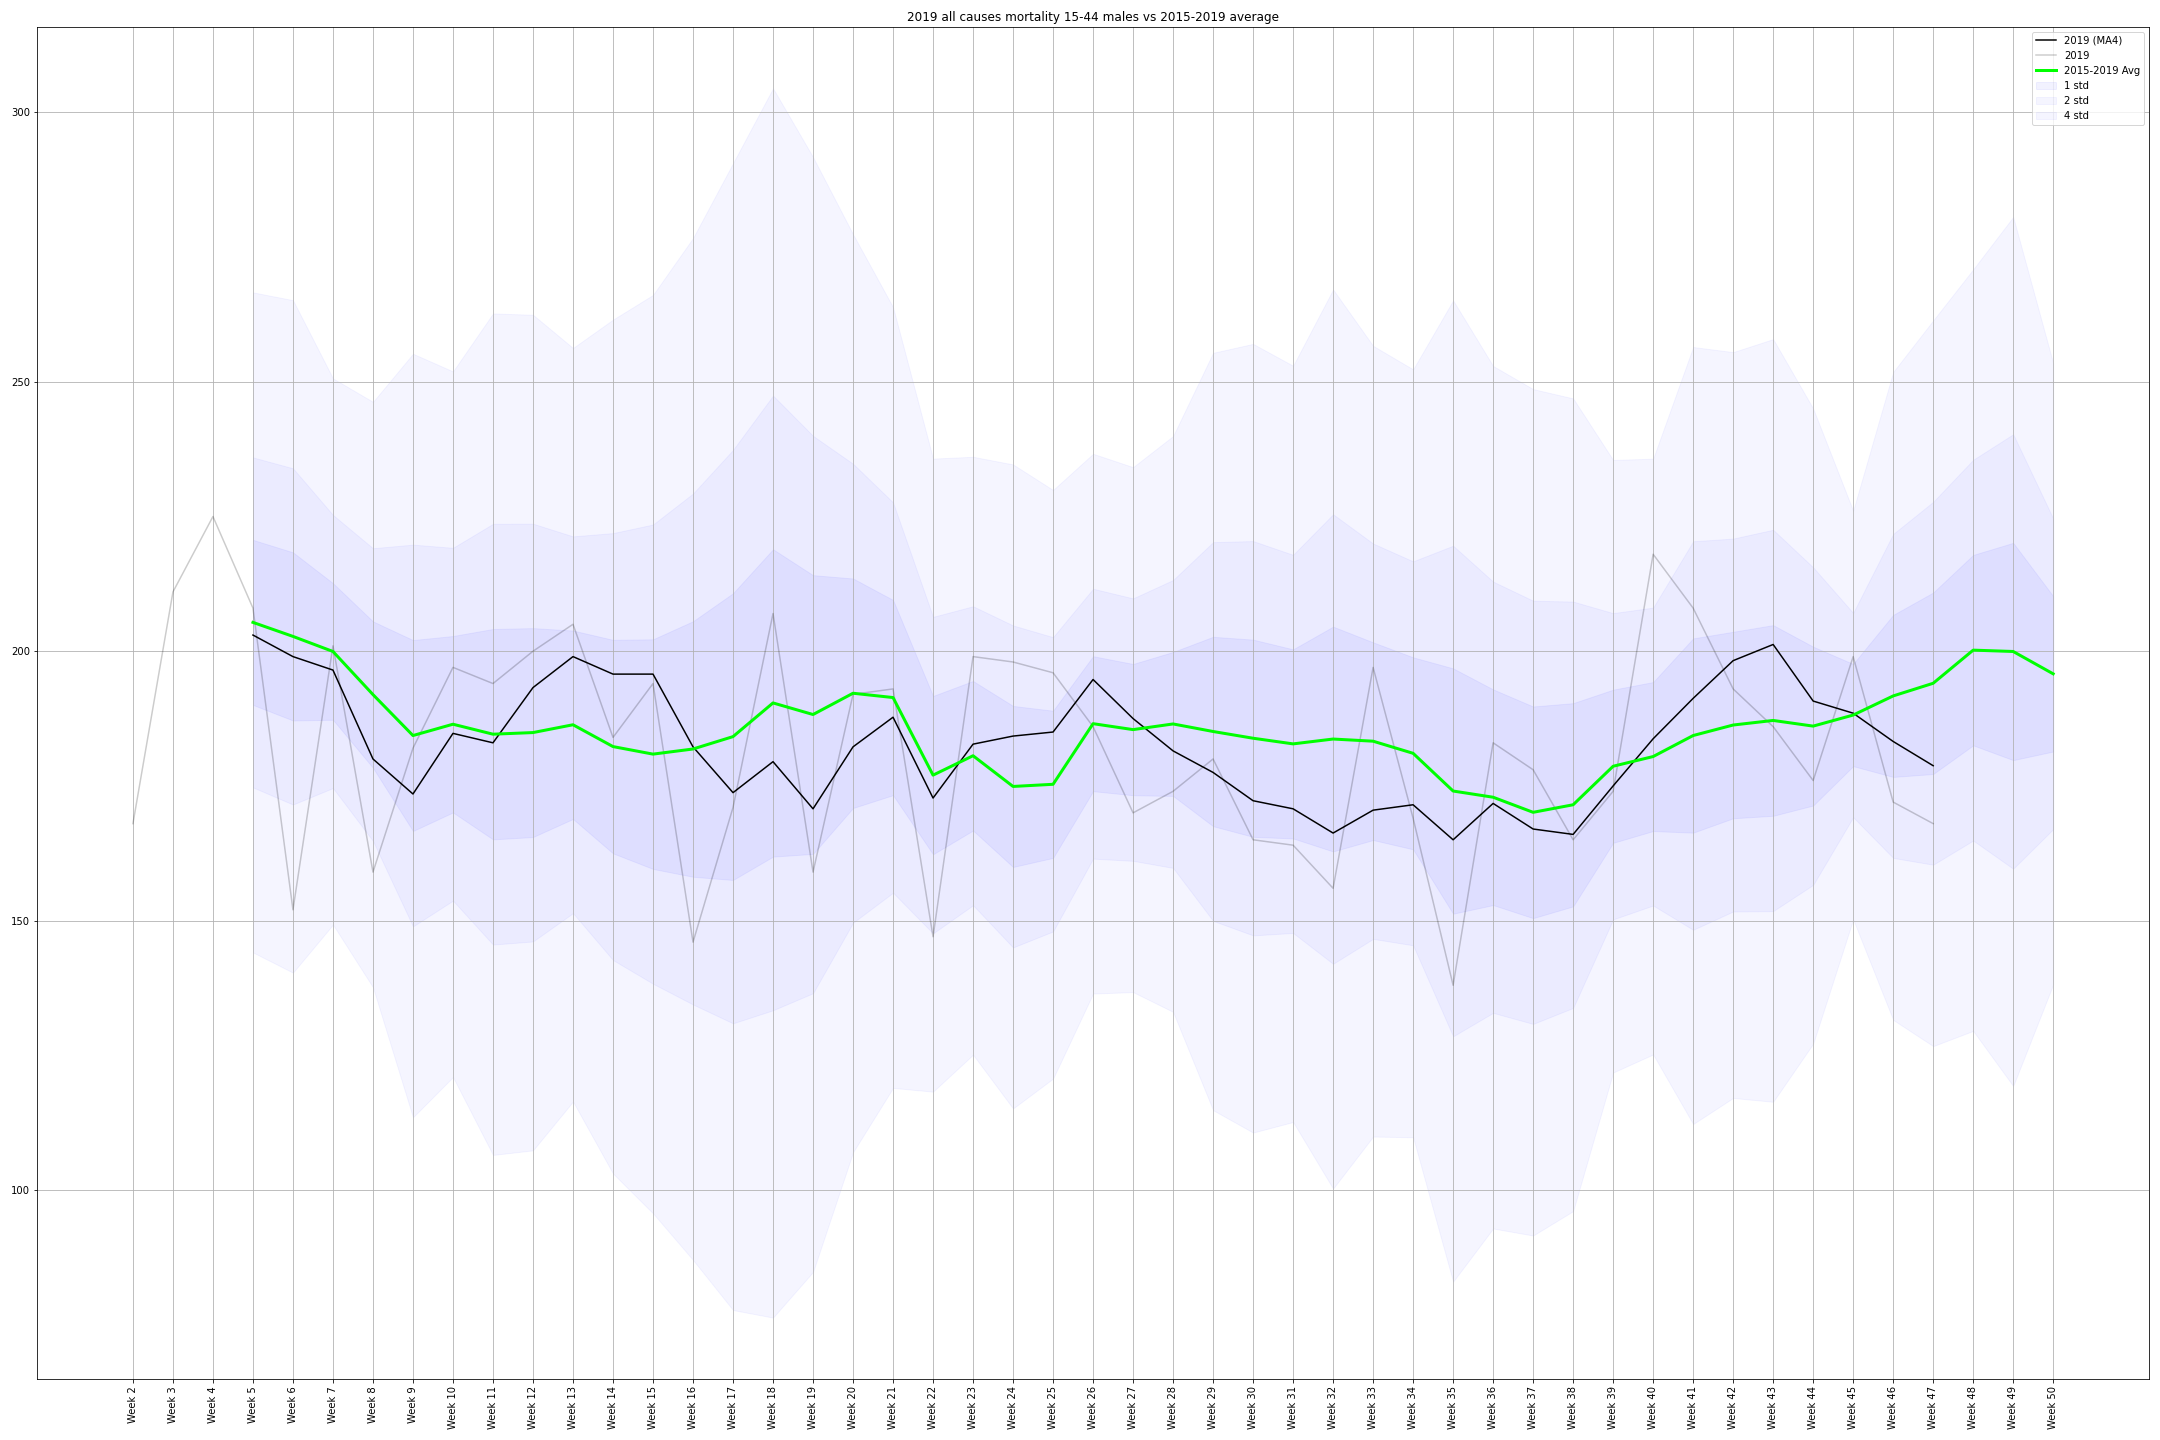 2019 all causes mortality 15-44 males vs 2015-2019 average
2019 (MA4)
2019
2015-2019 Avg
1 std
2 std
4 std
300
250
200
150
100
Week 2
Week 3
Week 4
Week 5
Week 6
Week 7
Week 8
Week 9
Week 10
Week 11
Week 12
Week 13
Week 14
Week 15
Week 16
Week 17
Week 18
Week 19
Week 20
Week 21
Week 22
Week 23
Week 24
Week 25
Week 26
Week 27
Week 28
Week 29
Week 30
Week 31
Week 32
Week 33
Week 34
Week 35
Week 36
Week 37
Week 38
Week 39
Week 40
Week 41
Week 42
Week 43
Week 44
Week 45
Week 46
Week 47
Week 48
Week 49
Week 50